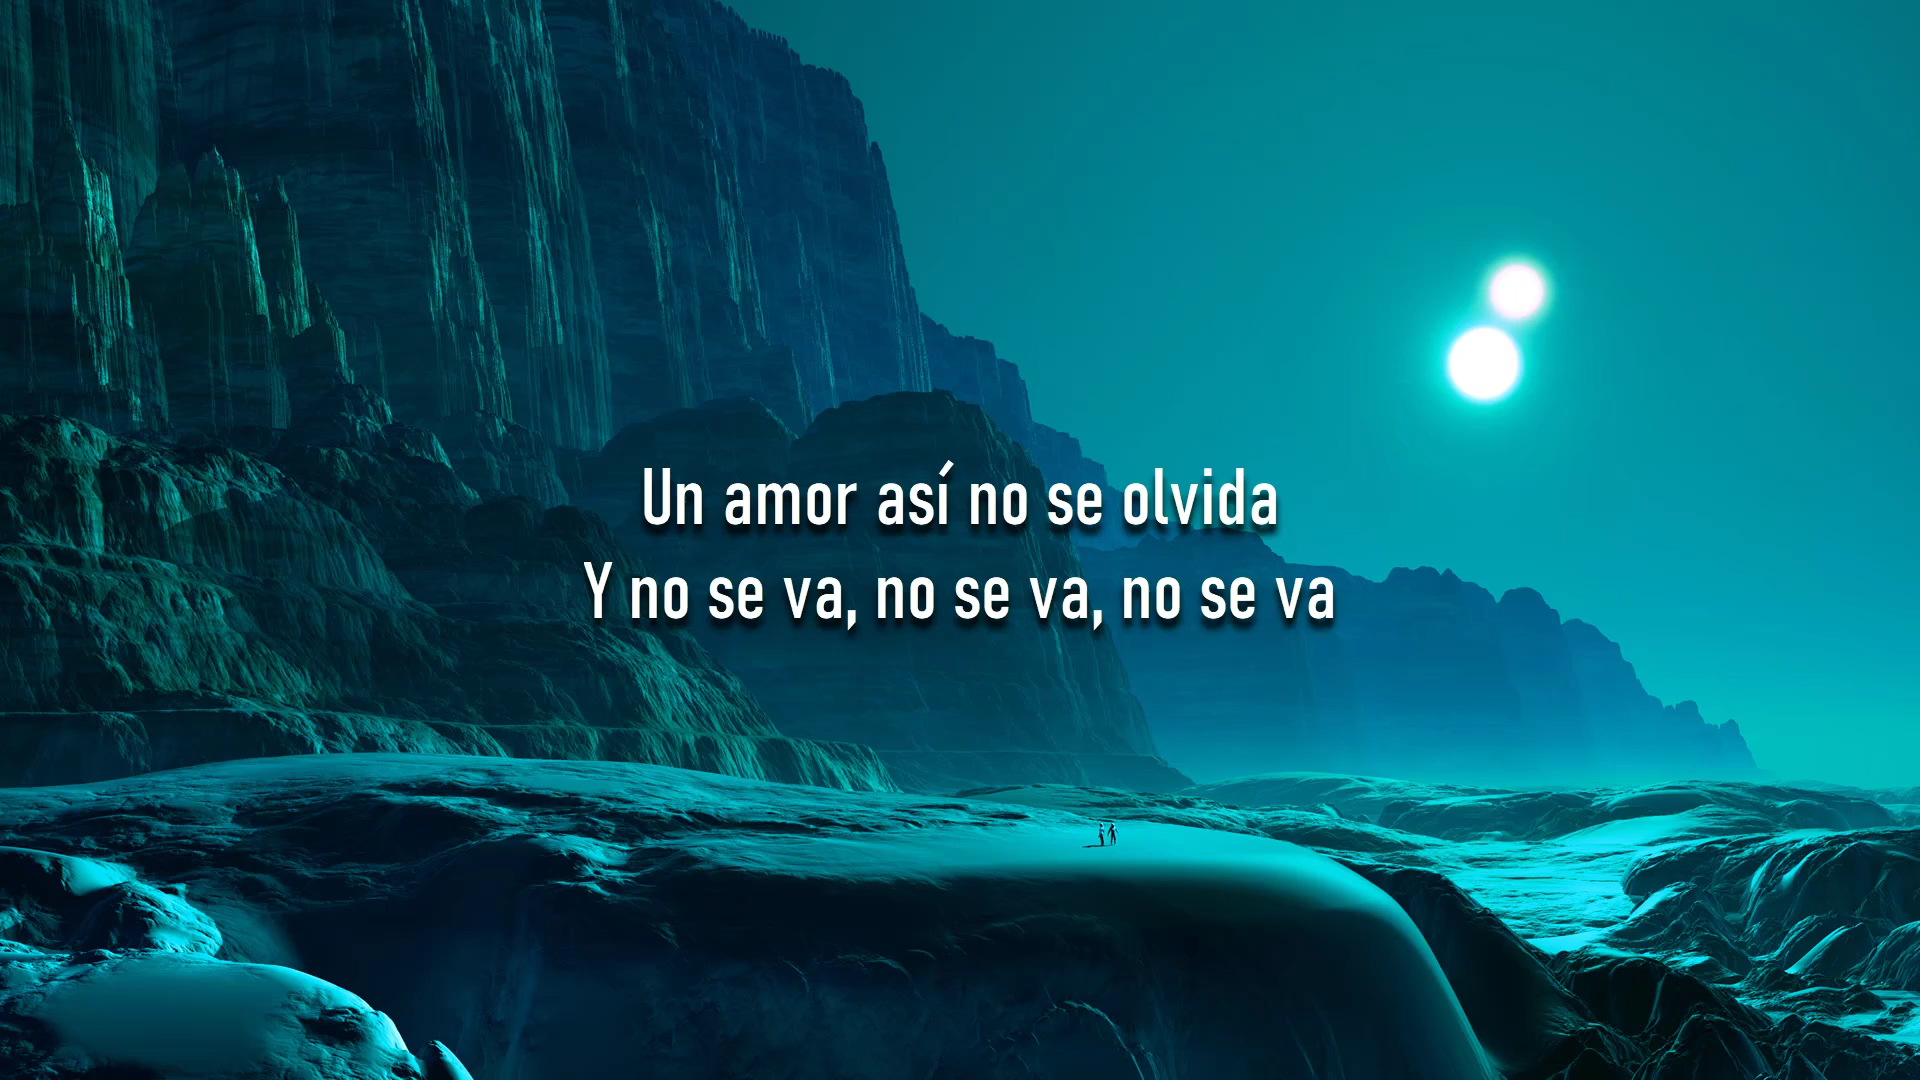 Un amor así no se olvida
Y no se va, no se va, no se va